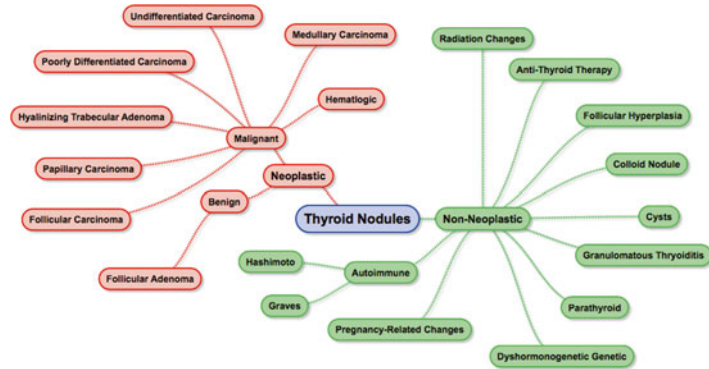 Undifferentiated Carcinoma
Medullary Carcinoma
Poorly Differentiated Carcinoma
Hematlogic
Hyalinizing Trabecular Adenoma
Malignant
Papillary Carcinoma
Neoplastic
Benign
Follicular Carcinoma
Follicular Adenoma
Thyroid Nodules
Radiation Changes
Anti-Thyroid Therapy
Follicular Hyperplasia
Colloid Nodule
Non-Neoplastic
Cysts
Granulomatous Thryoiditis
Hashimoto
Autoimmune
Graves
Parathyroid
Pregnancy-Related Changes
Dyshormonogenetic Genetic